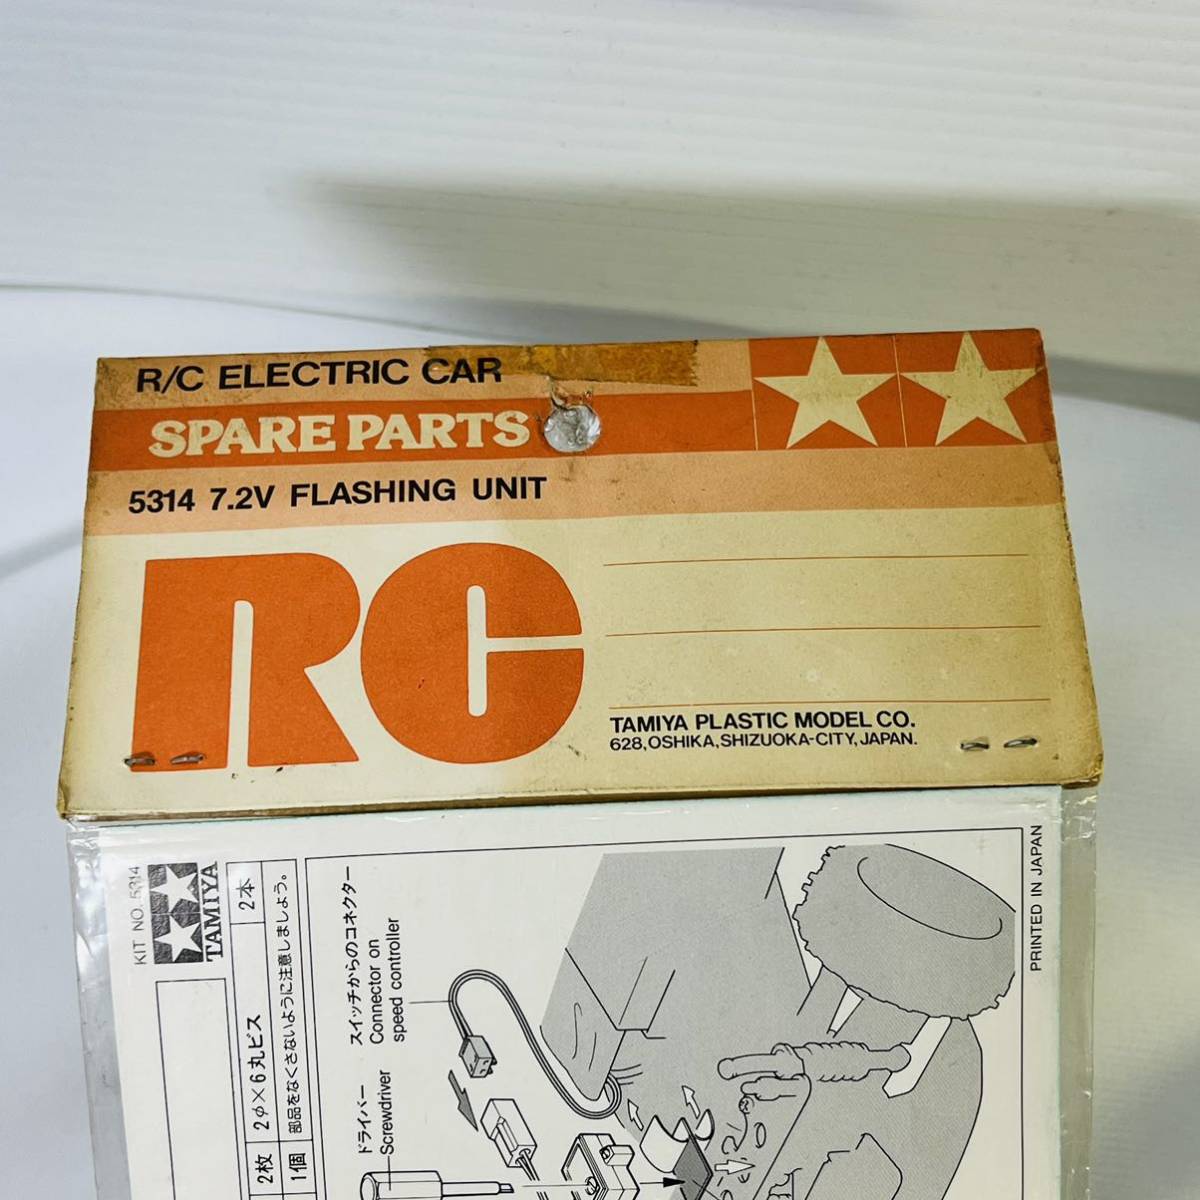 R/C ELECTRIC CAR
SPARE PARTS
5314 7.2V FLASHING UNIT
RC
TAMIYA PLASTIC MODEL CO.
628, OSHIKA, SHIZUOKA-CITY, JAPAN.
KIT NO. 5314
TAMIYA
2枚 2φ×6丸ビス 2本
1個 部品をなくさないように注意しましょう。
スイッチからのコネクター
Connector on
speed controller
ドライバー
Screwdriver
PRINTED IN JAPAN